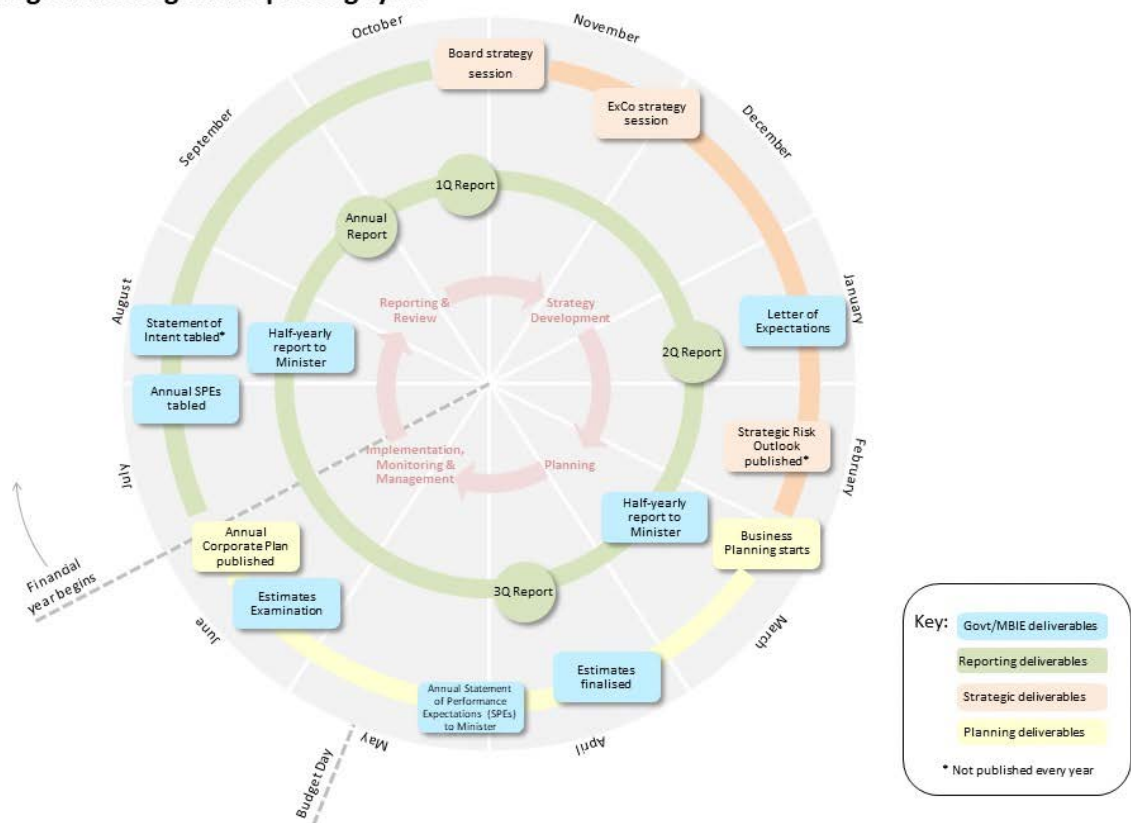 October
November
Board strategy
session
ExCo strategy
session
September
December
1Q Report
Annual
Report
August
January
Statement of
Intent tabled*
Half-yearly
report to
Minister
Reporting &
Review
Strategy
Development
Letter of
Expectations
2Q Report
Annual SPEs
tabled
Strategic Risk
Outlook
published*
February
Implementation,
Monitoring &
Management
Planning
July
Half-yearly
report to
Minister
Business
Planning starts
Annual
Corporate Plan
published
Financial
year begins
Estimates
Examination
3Q Report
June
March
Estimates
finalised
Annual Statement
of Performance
Expectations (SPEs)
to Minister
May
April
Budget Day
Key:
Govt/MBIE deliverables
Reporting deliverables
Strategic deliverables
Planning deliverables
* Not published every year